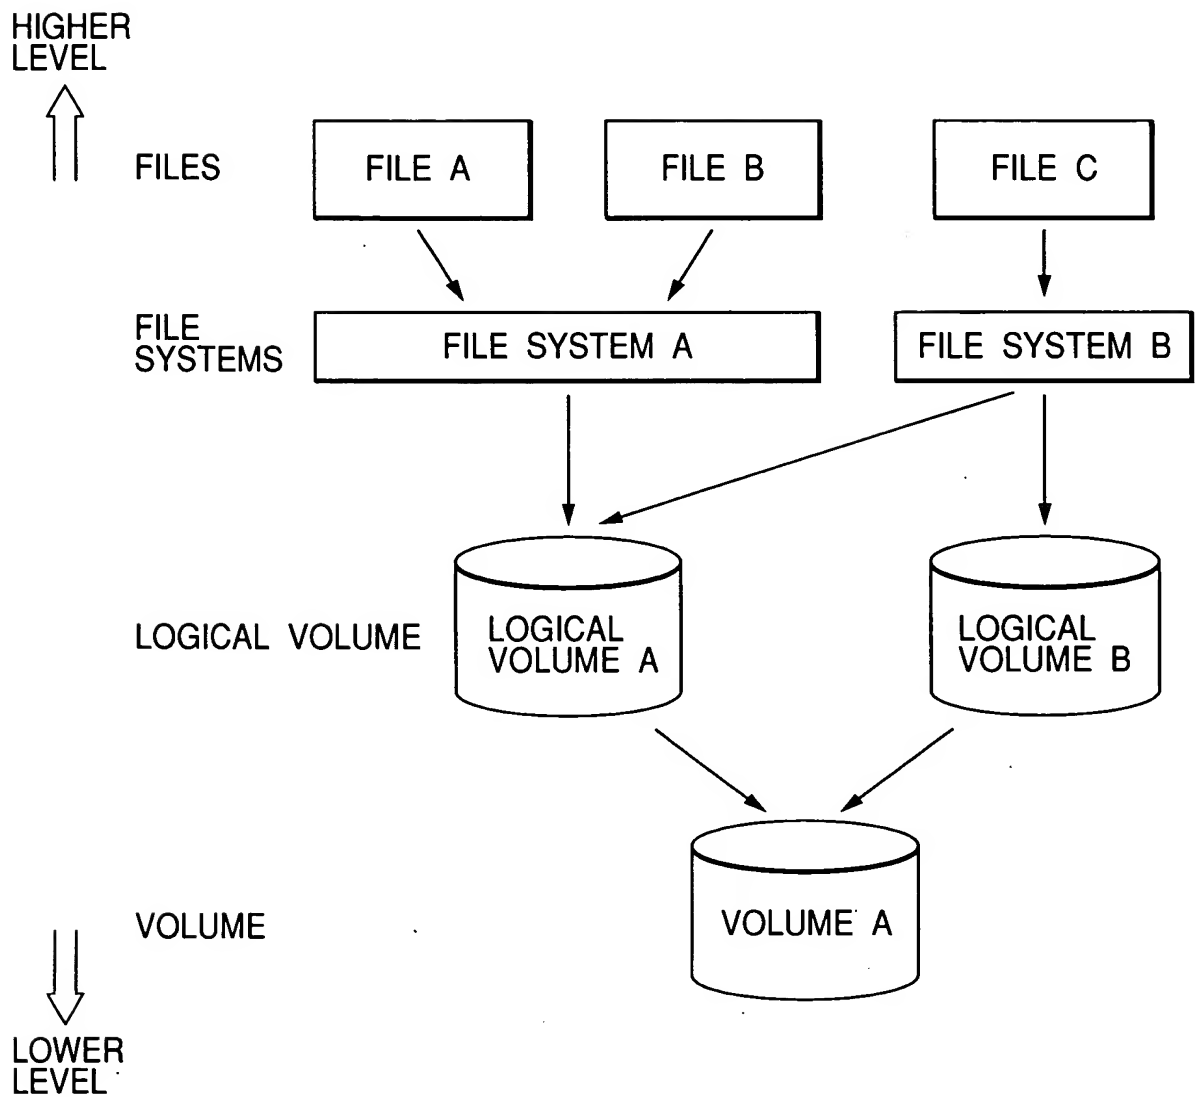 HIGHER
LEVEL
FILES
FILE A
FILE B
FILE C
FILE
SYSTEMS
FILE SYSTEM A
FILE SYSTEM B
LOGICAL VOLUME
LOGICAL
VOLUME A
LOGICAL
VOLUME B
VOLUME
VOLUME A
LOWER
LEVEL